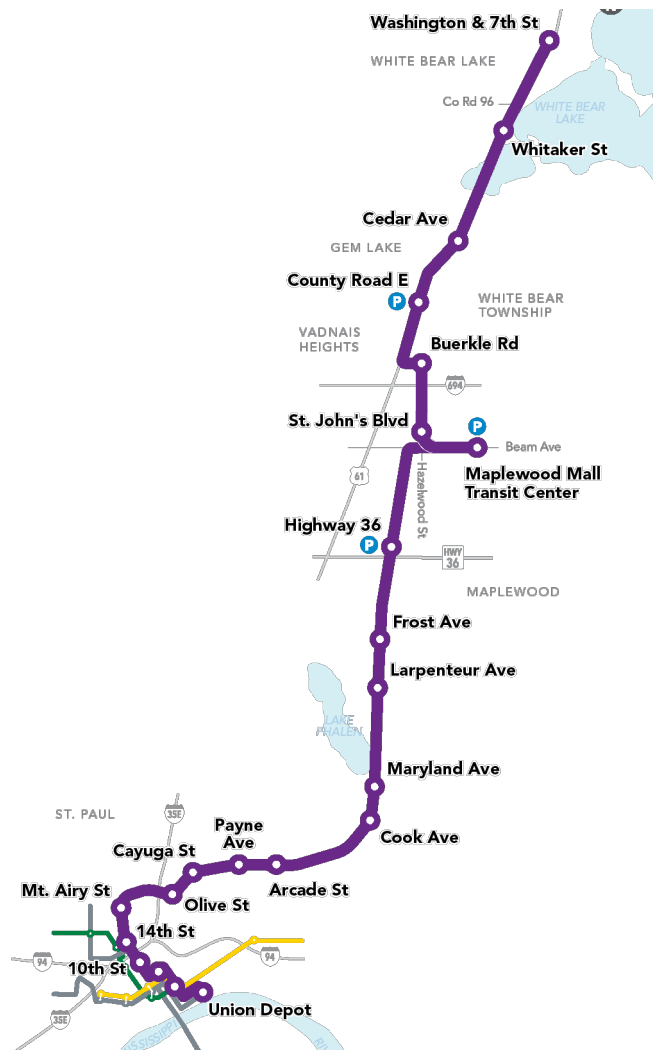 Washington & 7th St
WHITE BEAR LAKE
Co Rd 96
WHITE BEAR
LAKE
Whitaker St
Cedar Ave
GEM LAKE
County Road E
P
WHITE BEAR
TOWNSHIP
VADNAIS
HEIGHTS
Buerkle Rd
694
St. John's Blvd
P
Beam Ave
Maplewood Mall
Transit Center
61
Hazelwood St
Highway 36
P
HWY
36
MAPLEWOOD
Frost Ave
Larpenteur Ave
LAKE
PHALEN
Maryland Ave
35E
ST. PAUL
Payne
Ave
Cook Ave
Cayuga St
Arcade St
Mt. Airy St
Olive St
14th St
94
10th St
94
Union Depot
35E
MISSISSIPPI